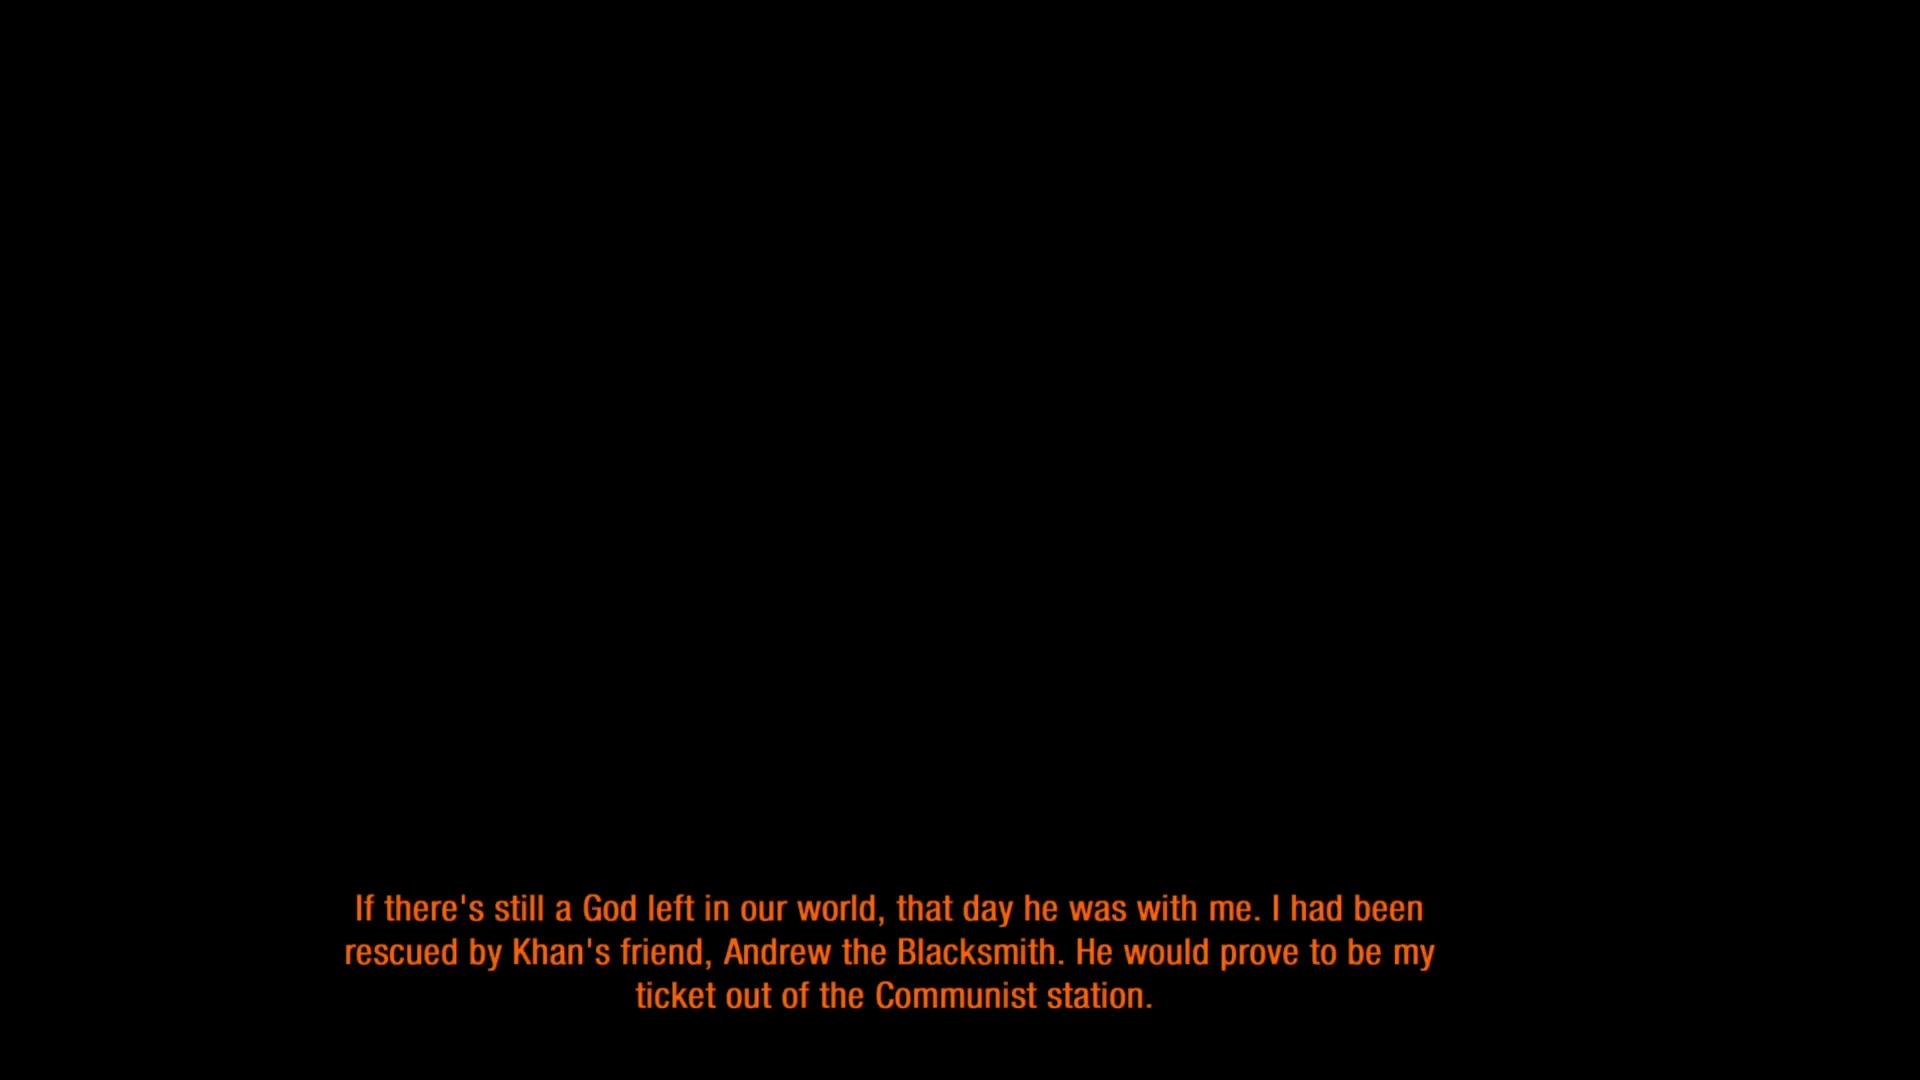 If there's still a God left in our world, that day he was with me. I had been
rescued by Khan's friend, Andrew the Blacksmith. He would prove to be my
ticket out of the Communist station.